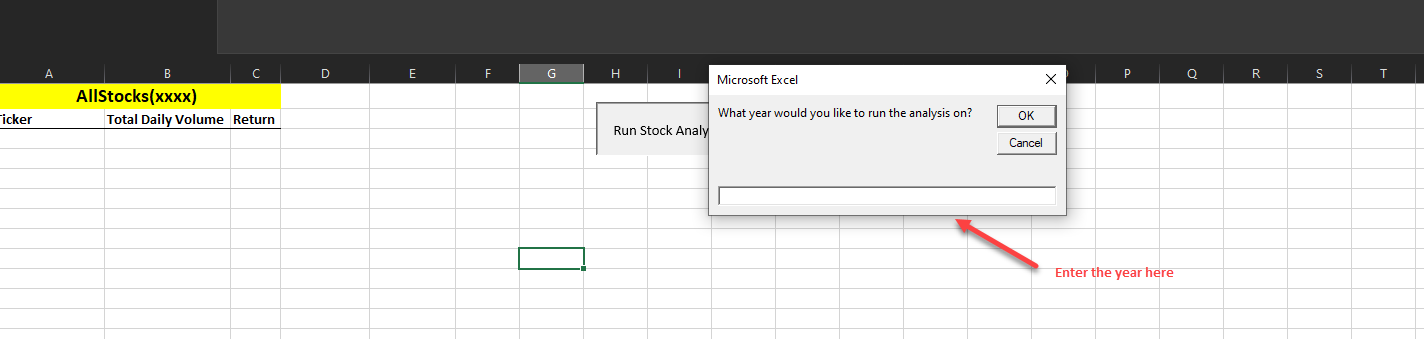 A B C D E F G H I P Q R S T
Microsoft Excel
AllStocks(xxxx)
What year would you like to run the analysis on?
OK
icker Total Daily Volume Return
Run Stock Analy
Cancel
Enter the year here